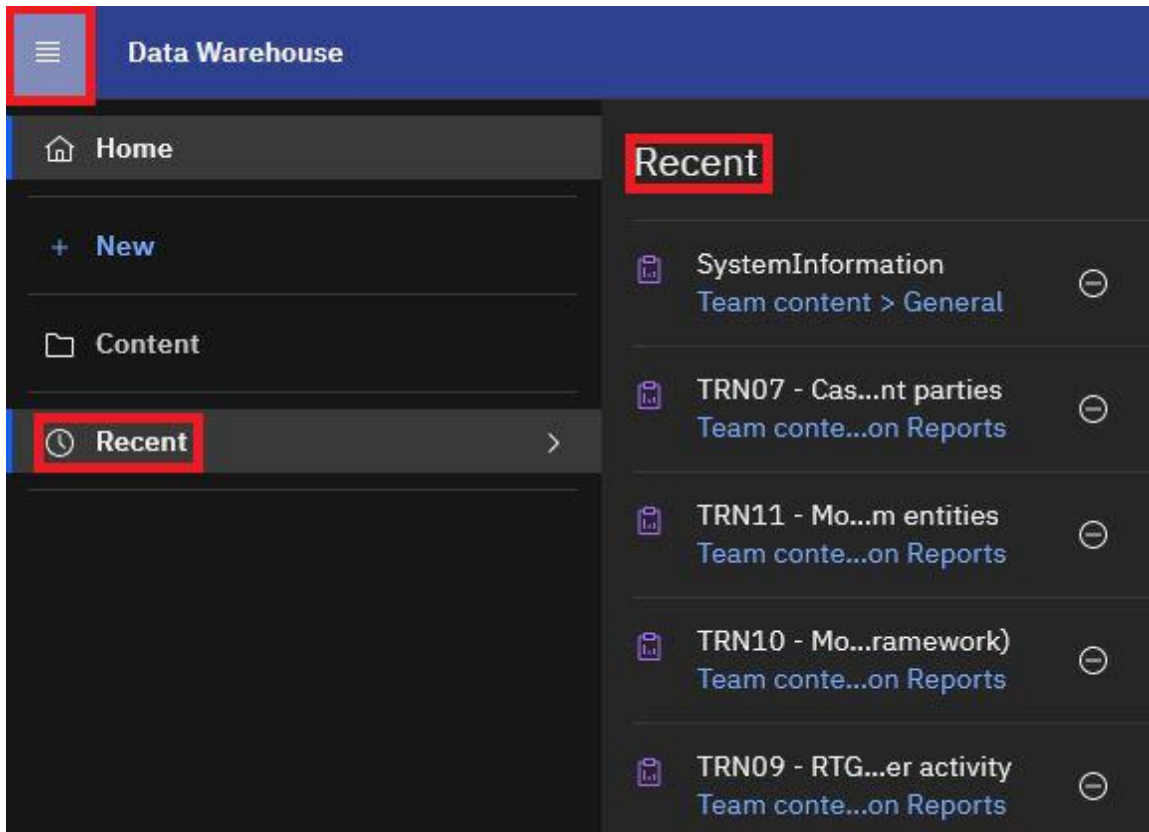 Data Warehouse
Home
+ New
Content
Recent
Recent
SystemInformation
Team content > General
TRN07 - Cas...nt parties
Team conte...on Reports
TRN11 - Mo...m entities
Team conte...on Reports
TRN10 - Mo...ramework)
Team conte...on Reports
TRN09 - RTG...er activity
Team conte...on Reports